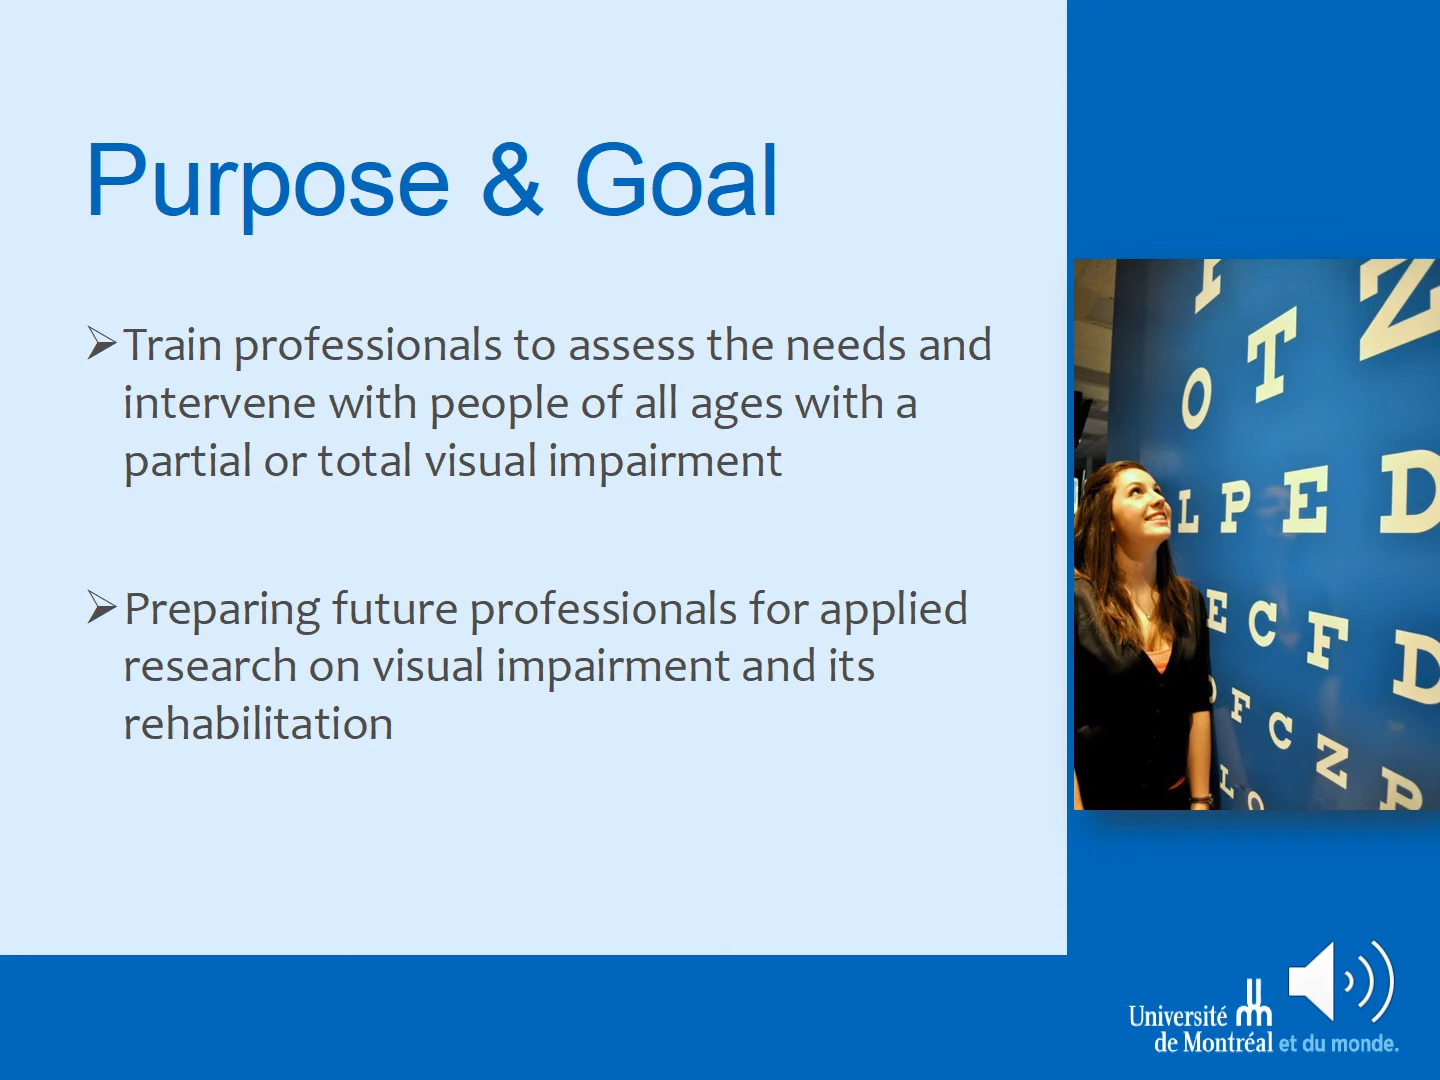 Purpose & Goal
➢Train professionals to assess the needs and
intervene with people of all ages with a
partial or total visual impairment
➢Preparing future professionals for applied
research on visual impairment and its
rehabilitation
I
O T Z
L P E D
E C F D
F C Z P
L O
Université
de Montréal et du monde.